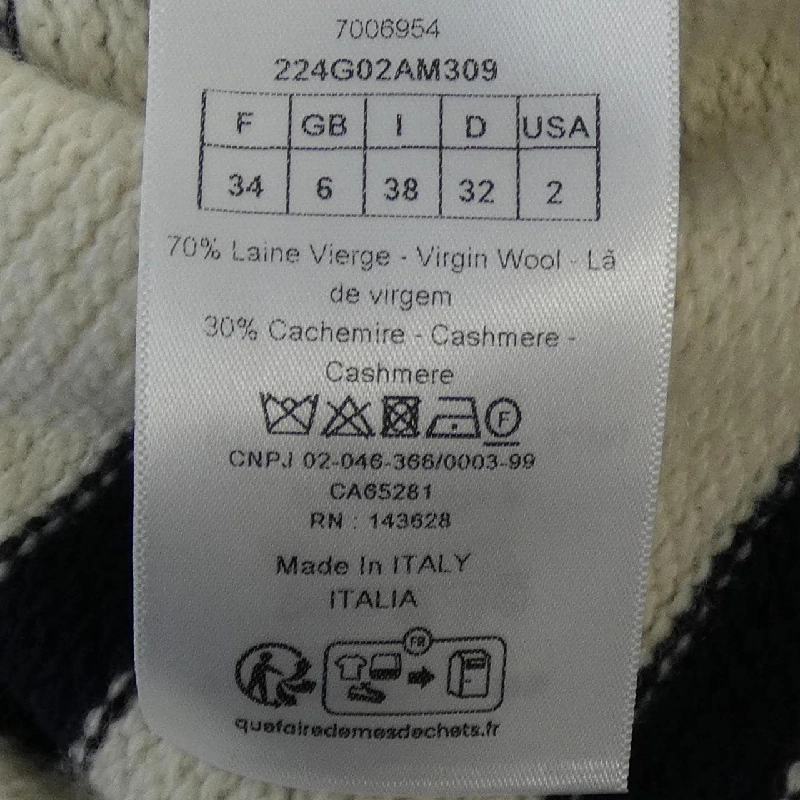 7006954
224G02AM309
F GB I D USA
34 6 38 32 2
70% Laine Vierge - Virgin Wool - Lã
de virgem
30% Cachemire - Cashmere -
Cashmere
F
CNPJ 02-046-366/0003-99
CA65281
RN : 143628
Made In ITALY
ITALIA
FR
quefairedemesdechets.fr